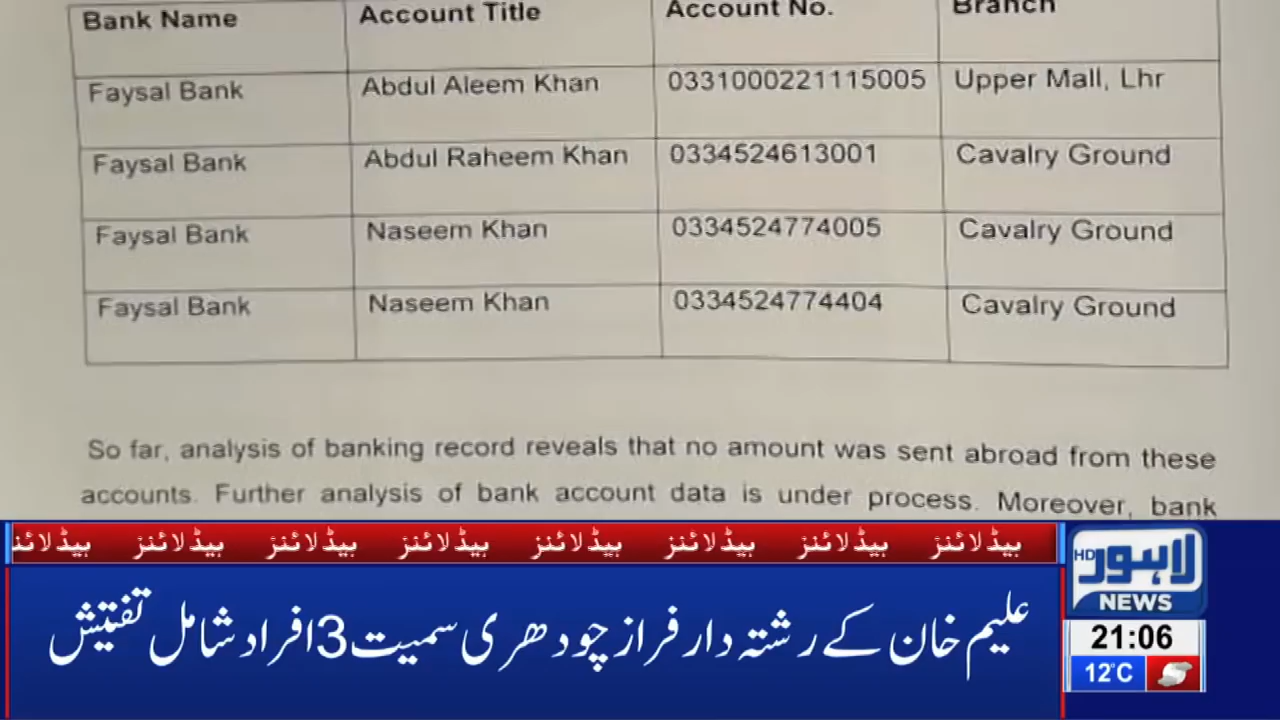 Bank Name Account Title Account No. Branch
Faysal Bank Abdul Aleem Khan 0331000221115005 Upper Mall, Lhr
Faysal Bank Abdul Raheem Khan 0334524613001 Cavalry Ground
Faysal Bank Naseem Khan 0334524774005 Cavalry Ground
Faysal Bank Naseem Khan 0334524774404 Cavalry Ground
So far, analysis of banking record reveals that no amount was sent abroad from these
accounts. Further analysis of bank account data is under process. Moreover, bank
ہیڈلائنز ہیڈلائنز ہیڈلائنز ہیڈلائنز ہیڈلائنز ہیڈلائنز ہیڈلائنز ہیڈلائنز
علیم خان کے رشتہ دار فراز چودھری سمیت 3 افراد شامل تفتیش
HD لاہور
NEWS
21:06
12°C